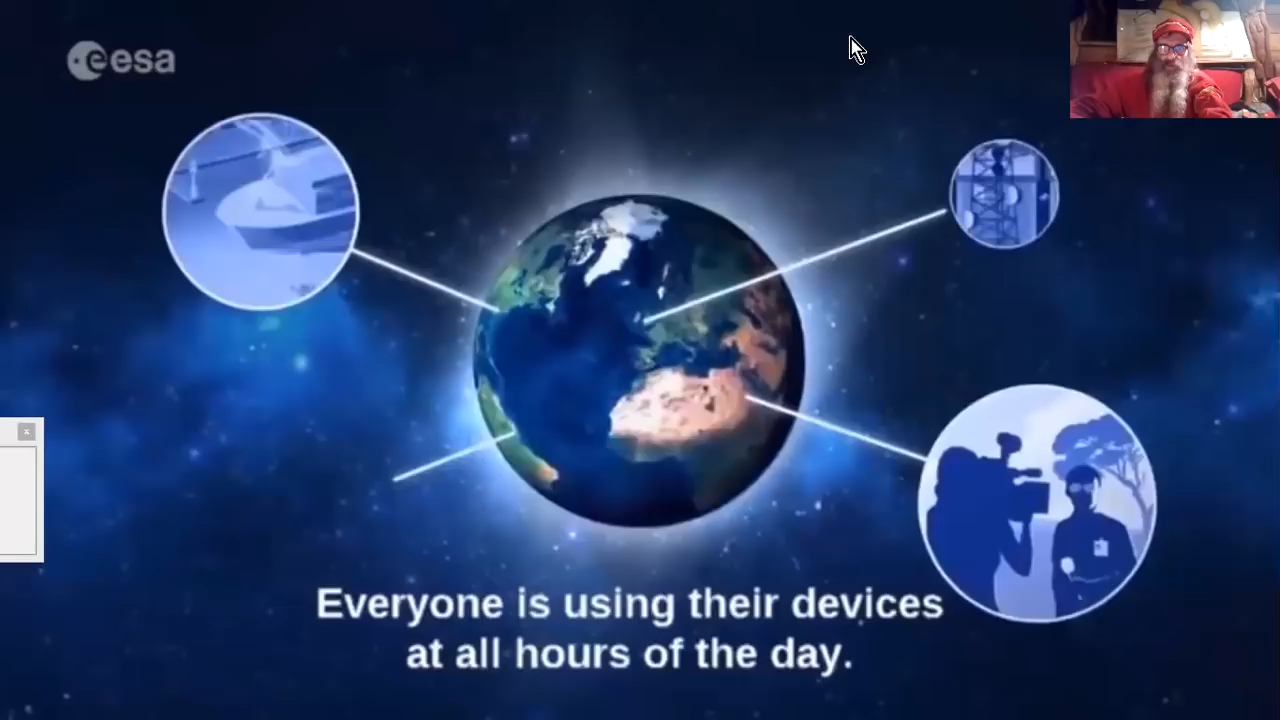 esa
Everyone is using their devices
at all hours of the day.